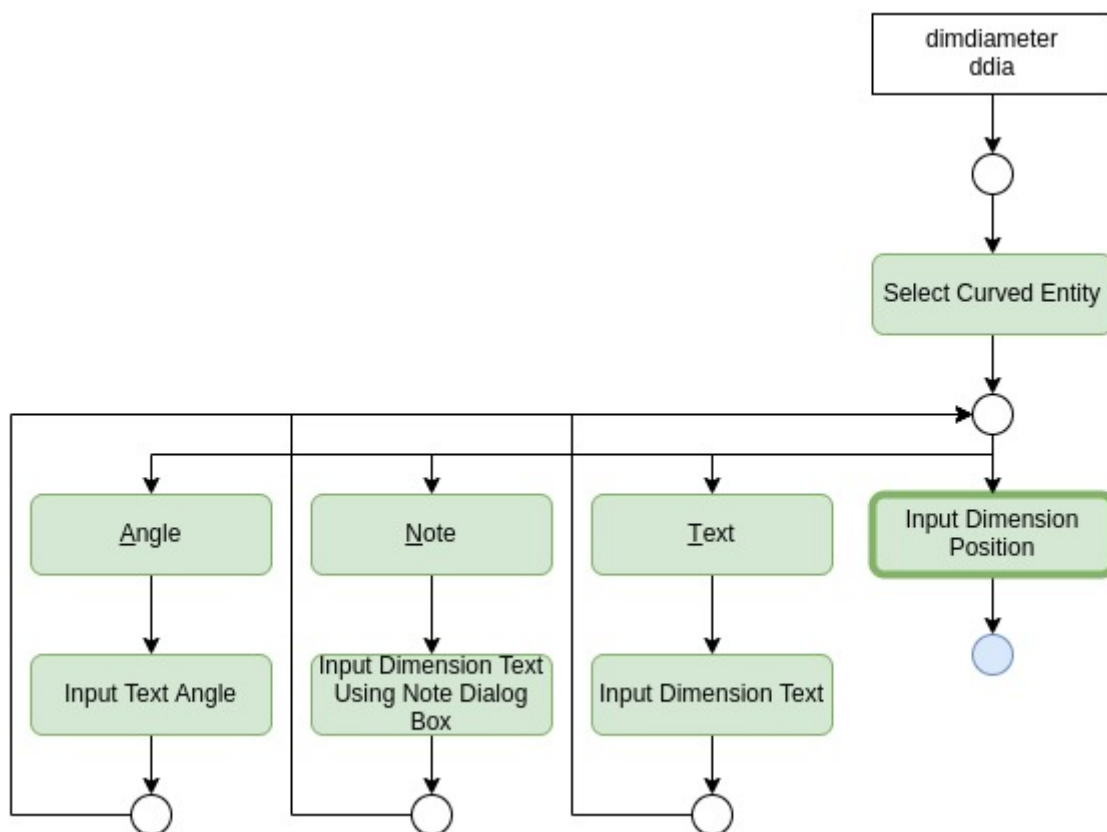 dimdiameter
ddia
Select Curved Entity
Angle
Note
Text
Input Dimension
Position
Input Text Angle
Input Dimension Text
Using Note Dialog
Box
Input Dimension Text